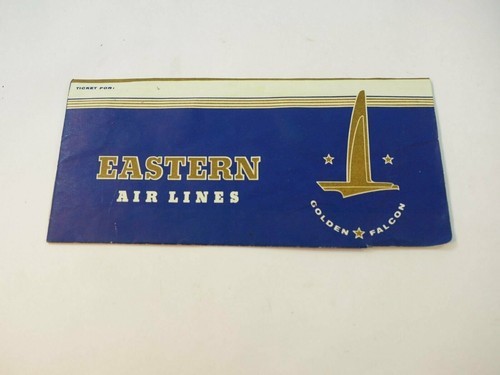 TICKET FOR:
EASTERN
AIR LINES
GOLDEN FALCON